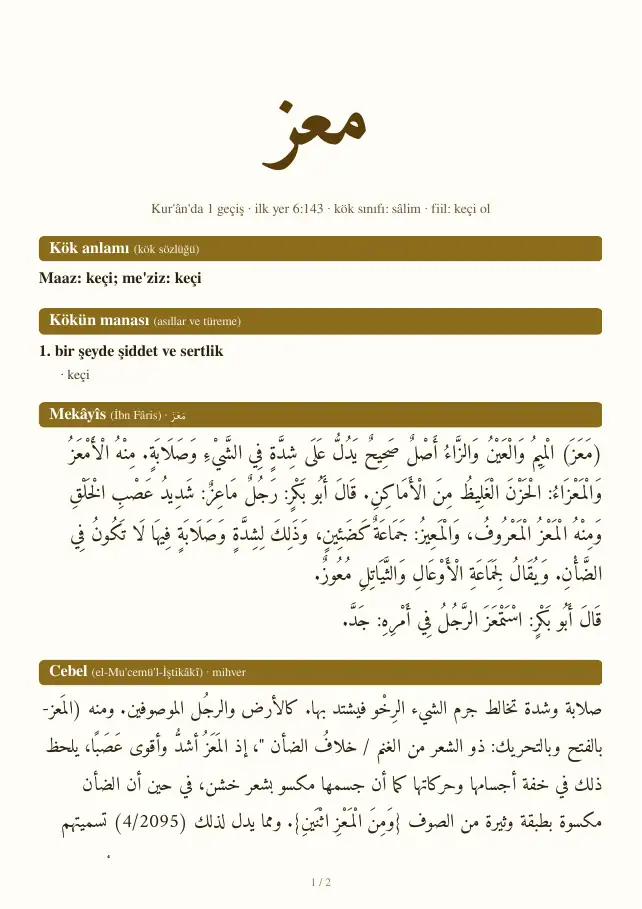 معز
Kur'ân'da 1 geçiş · ilk yer 6:143 · kök sınıfı: sâlim · fiil: keçi ol
Kök anlamı (kök sözlüğü)
Maaz: keçi; me'ziz: keçi
Kökün manası (asıllar ve türeme)
1. bir şeyde şiddet ve sertlik
· keçi
Mekâyîs (İbn Fâris) · مَعَزَ
(مَعَزَ) الْمِيمُ وَالْعَيْنُ وَالزَّاءُ أَصْلٌ صَحِيحٌ يَدُلُّ عَلَى شِدَّةٍ فِي الشَّيْءِ وَصَلَابَةٍ. مِنْهُ الْأَمْعَزُ
وَالْمَعْزَاءُ: الْحَزْنَ الْغَلِيظُ مِنَ الْأَمَاكِنِ. قَالَ أَبُو بَكْرٍ: رَجُلٌ مَاعِزٌ: شَدِيدُ عَصْبِ الْخَلْقِ
وَمِنْهُ الْمَعْزُ الْمَعْرُوفُ، وَالْمَعِيزُ: جَمَاعَةٌ كَضَئِينٍ، وَذَلِكَ لِشِدَّةٍ وَصَلَابَةٍ فِيهَا لَا تَكُونُ فِي
الضَّأْنِ. وَيُقَالُ لِجَمَاعَةِ الْأَوْعَالِ وَالثَّيَاتِلِ مُعُوزٌ.
قَالَ أَبُو بَكْرٍ: اسْتَمْعَزَ الرَّجُلُ فِي أَمْرِهِ: جَدَّ.
Cebel (el-Mu'cemü'l-İştikâkî) · mihver
صلابة وشدة تخالط جرم الشيء الرِخْو فيشتد بها. كالأرض والرجُل الموصوفين. ومنه (المَعز-
بالفتح وبالتحريك: ذو الشعر من الغنم / خلافُ الضأن "، إذ المَعَزُ أشدُّ وأقوى عَصَبًا، يلحظ
ذلك في خفة أجسامها وحركاتها كما أن جسمها مكسو بشعر خشن، في حين أن الضأن
مكسوة بطبقة وثيرة من الصوف {وَمِنَ الْمَعْزِ اثْنَينِ}. ومما يدل لذلك (4/2095) تسميتهم
1 / 2